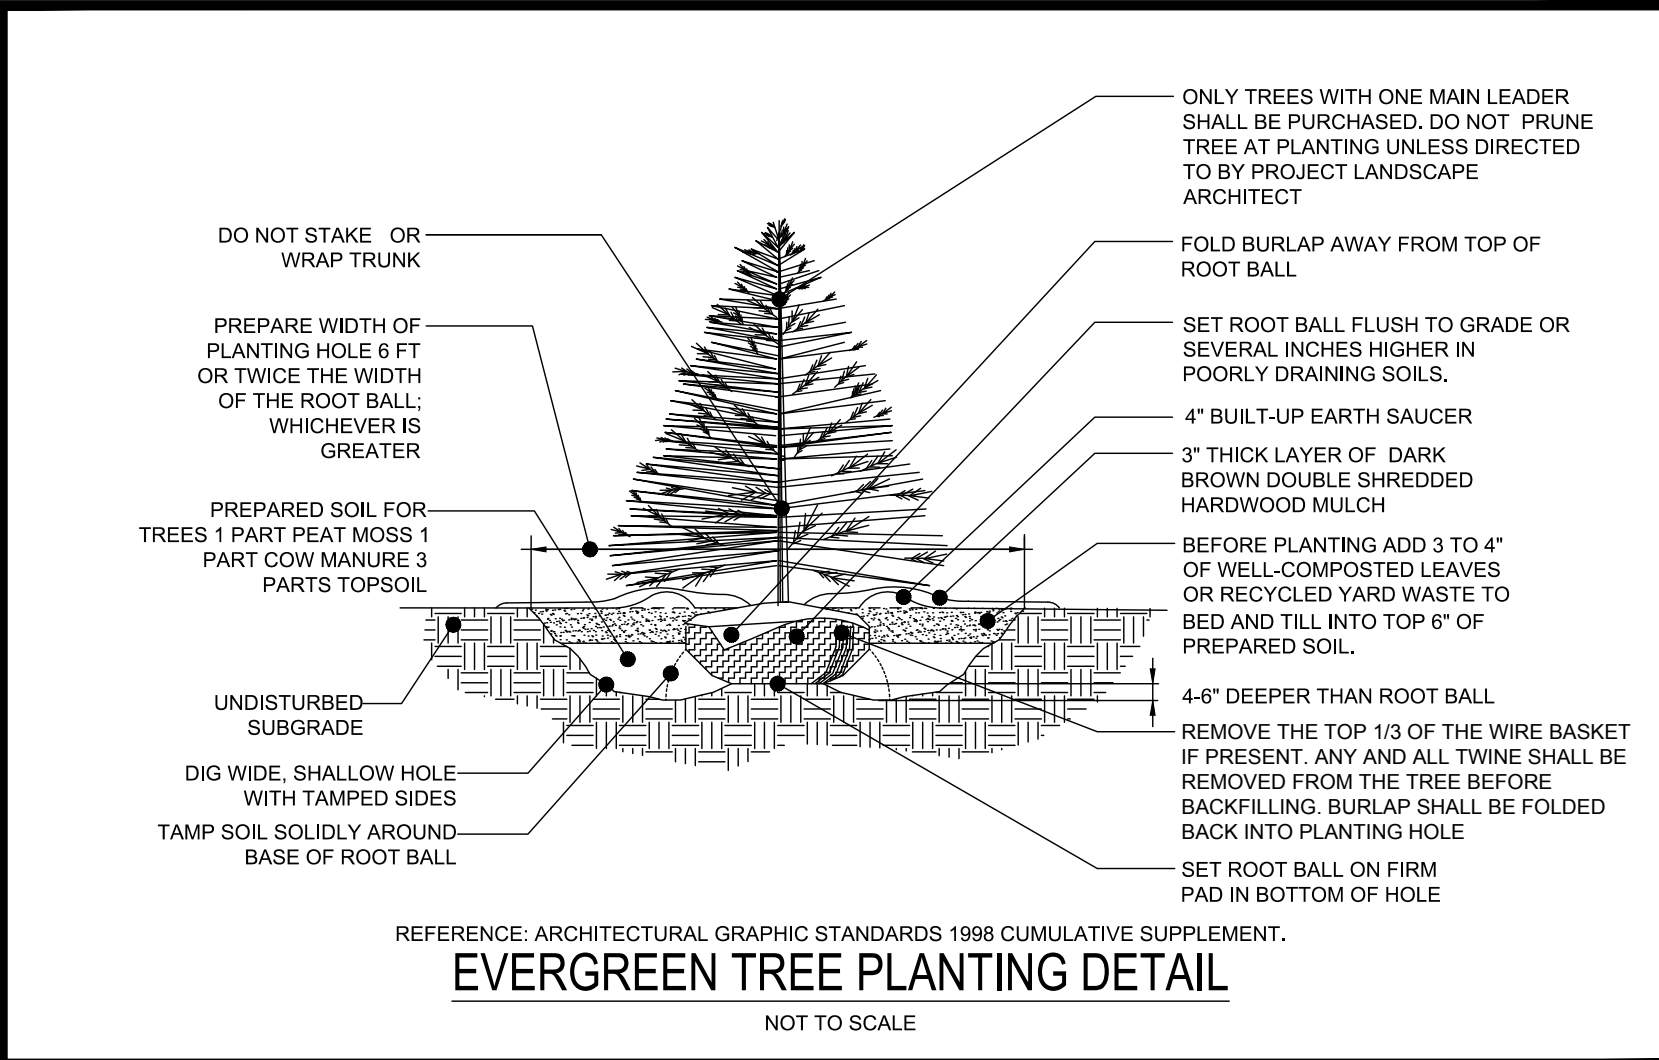 DO NOT STAKE OR
WRAP TRUNK
PREPARE WIDTH OF
PLANTING HOLE 6 FT
OR TWICE THE WIDTH
OF THE ROOT BALL;
WHICHEVER IS
GREATER
PREPARED SOIL FOR
TREES 1 PART PEAT MOSS 1
PART COW MANURE 3
PARTS TOPSOIL
UNDISTURBED
SUBGRADE
DIG WIDE, SHALLOW HOLE
WITH TAMPED SIDES
TAMP SOIL SOLIDLY AROUND
BASE OF ROOT BALL
ONLY TREES WITH ONE MAIN LEADER
SHALL BE PURCHASED. DO NOT PRUNE
TREE AT PLANTING UNLESS DIRECTED
TO BY PROJECT LANDSCAPE
ARCHITECT
FOLD BURLAP AWAY FROM TOP OF
ROOT BALL
SET ROOT BALL FLUSH TO GRADE OR
SEVERAL INCHES HIGHER IN
POORLY DRAINING SOILS.
4" BUILT-UP EARTH SAUCER
3" THICK LAYER OF DARK
BROWN DOUBLE SHREDDED
HARDWOOD MULCH
BEFORE PLANTING ADD 3 TO 4"
OF WELL-COMPOSTED LEAVES
OR RECYCLED YARD WASTE TO
BED AND TILL INTO TOP 6" OF
PREPARED SOIL.
4-6" DEEPER THAN ROOT BALL
REMOVE THE TOP 1/3 OF THE WIRE BASKET
IF PRESENT. ANY AND ALL TWINE SHALL BE
REMOVED FROM THE TREE BEFORE
BACKFILLING. BURLAP SHALL BE FOLDED
BACK INTO PLANTING HOLE
SET ROOT BALL ON FIRM
PAD IN BOTTOM OF HOLE
REFERENCE: ARCHITECTURAL GRAPHIC STANDARDS 1998 CUMULATIVE SUPPLEMENT.
EVERGREEN TREE PLANTING DETAIL
NOT TO SCALE